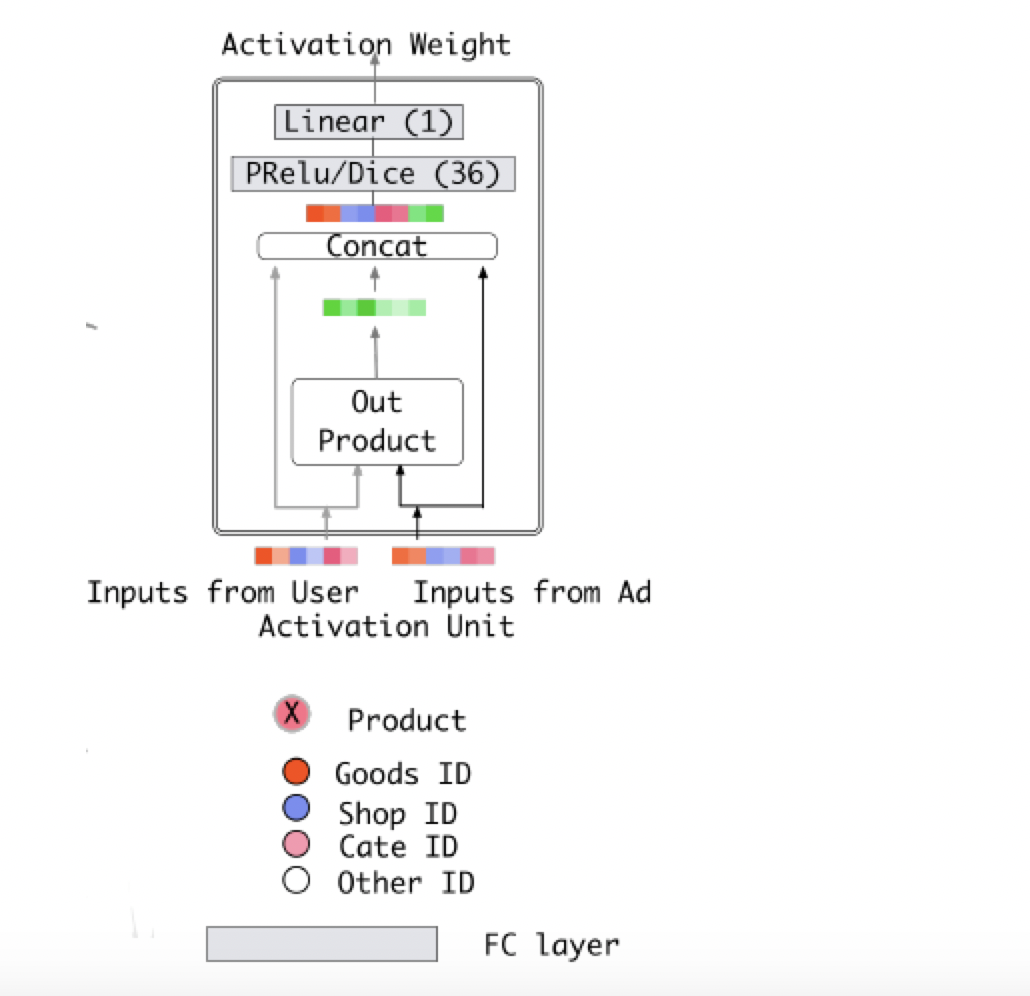 Activation Weight
Linear (1)
PRelu/Dice (36)
Concat
Out
Product
Inputs from User
Inputs from Ad
Activation Unit
X
Product
Goods ID
Shop ID
Cate ID
Other ID
FC layer